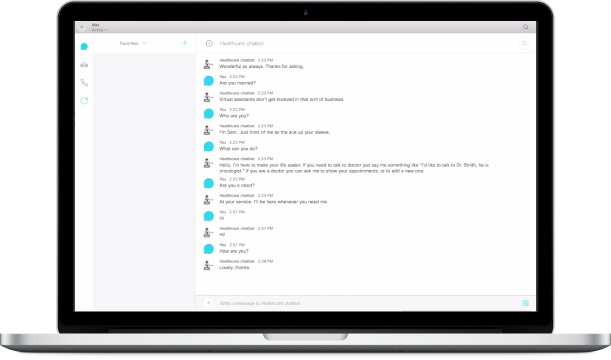 Max
Active
Favorites
Healthcare chatbot
Healthcare chatbot 2:23 PM
Wonderful as always. Thanks for asking.
You 2:23 PM
Are you married?
Healthcare chatbot 2:23 PM
Virtual assistants don't get involved in that sort of business.
You 2:23 PM
Who are you?
Healthcare chatbot 2:23 PM
I'm Sam. Just think of me as the ace up your sleeve.
You 2:23 PM
What can you do?
Healthcare chatbot 2:23 PM
Hello, I'm here to make your life easier. If you need to talk to doctor just say me something like "I'd like to talk to Dr. Smith, he is
oncologist." If you are a doctor you can ask me to show your appointments, or to add a new one.
You 2:23 PM
Are you a robot?
Healthcare chatbot 2:23 PM
At your service. I'll be here whenever you need me.
You 2:37 PM
Hi
Healthcare chatbot 2:37 PM
Hi!
You 2:37 PM
How are you?
Healthcare chatbot 2:38 PM
Lovely, thanks.
Write a message to Healthcare chatbot